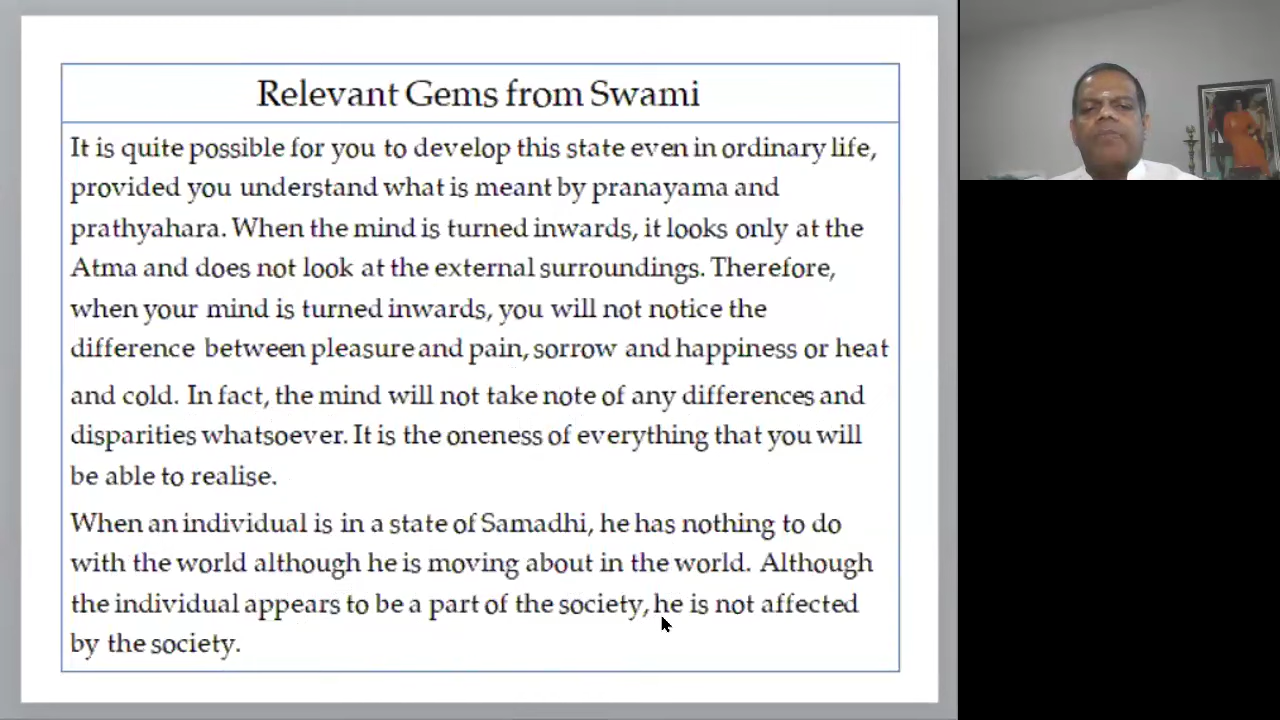 Relevant Gems from Swami
It is quite possible for you to develop this state even in ordinary life,
provided you understand what is meant by pranayama and
prathyahara. When the mind is turned inwards, it looks only at the
Atma and does not look at the external surroundings. Therefore,
when your mind is turned inwards, you will not notice the
difference between pleasure and pain, sorrow and happiness or heat
and cold. In fact, the mind will not take note of any differences and
disparities whatsoever. It is the oneness of everything that you will
be able to realise.
When an individual is in a state of Samadhi, he has nothing to do
with the world although he is moving about in the world. Although
the individual appears to be a part of the society, he is not affected
by the society.